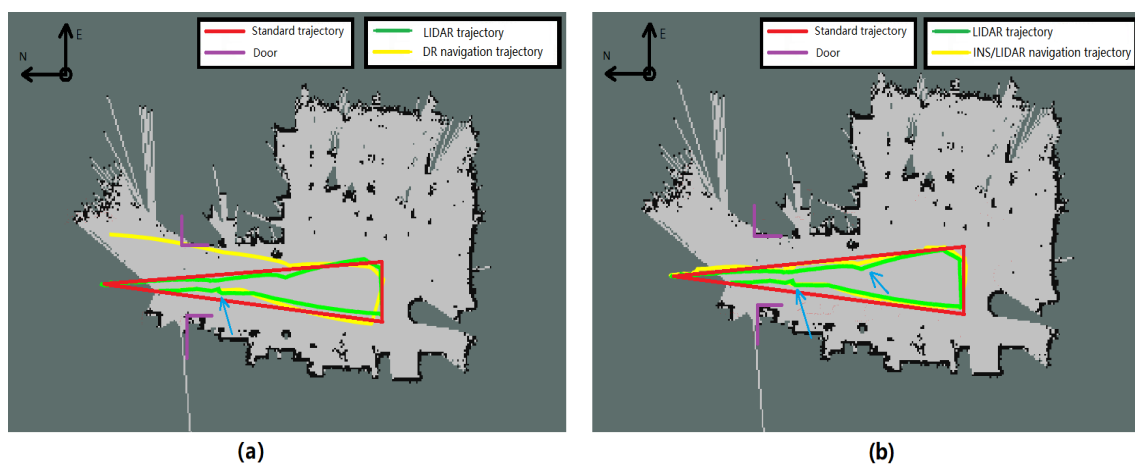 E
N
Standard trajectory
Door
LIDAR trajectory
DR navigation trajectory
(a)
E
N
Standard trajectory
Door
LIDAR trajectory
INS/LIDAR navigation trajectory
(b)